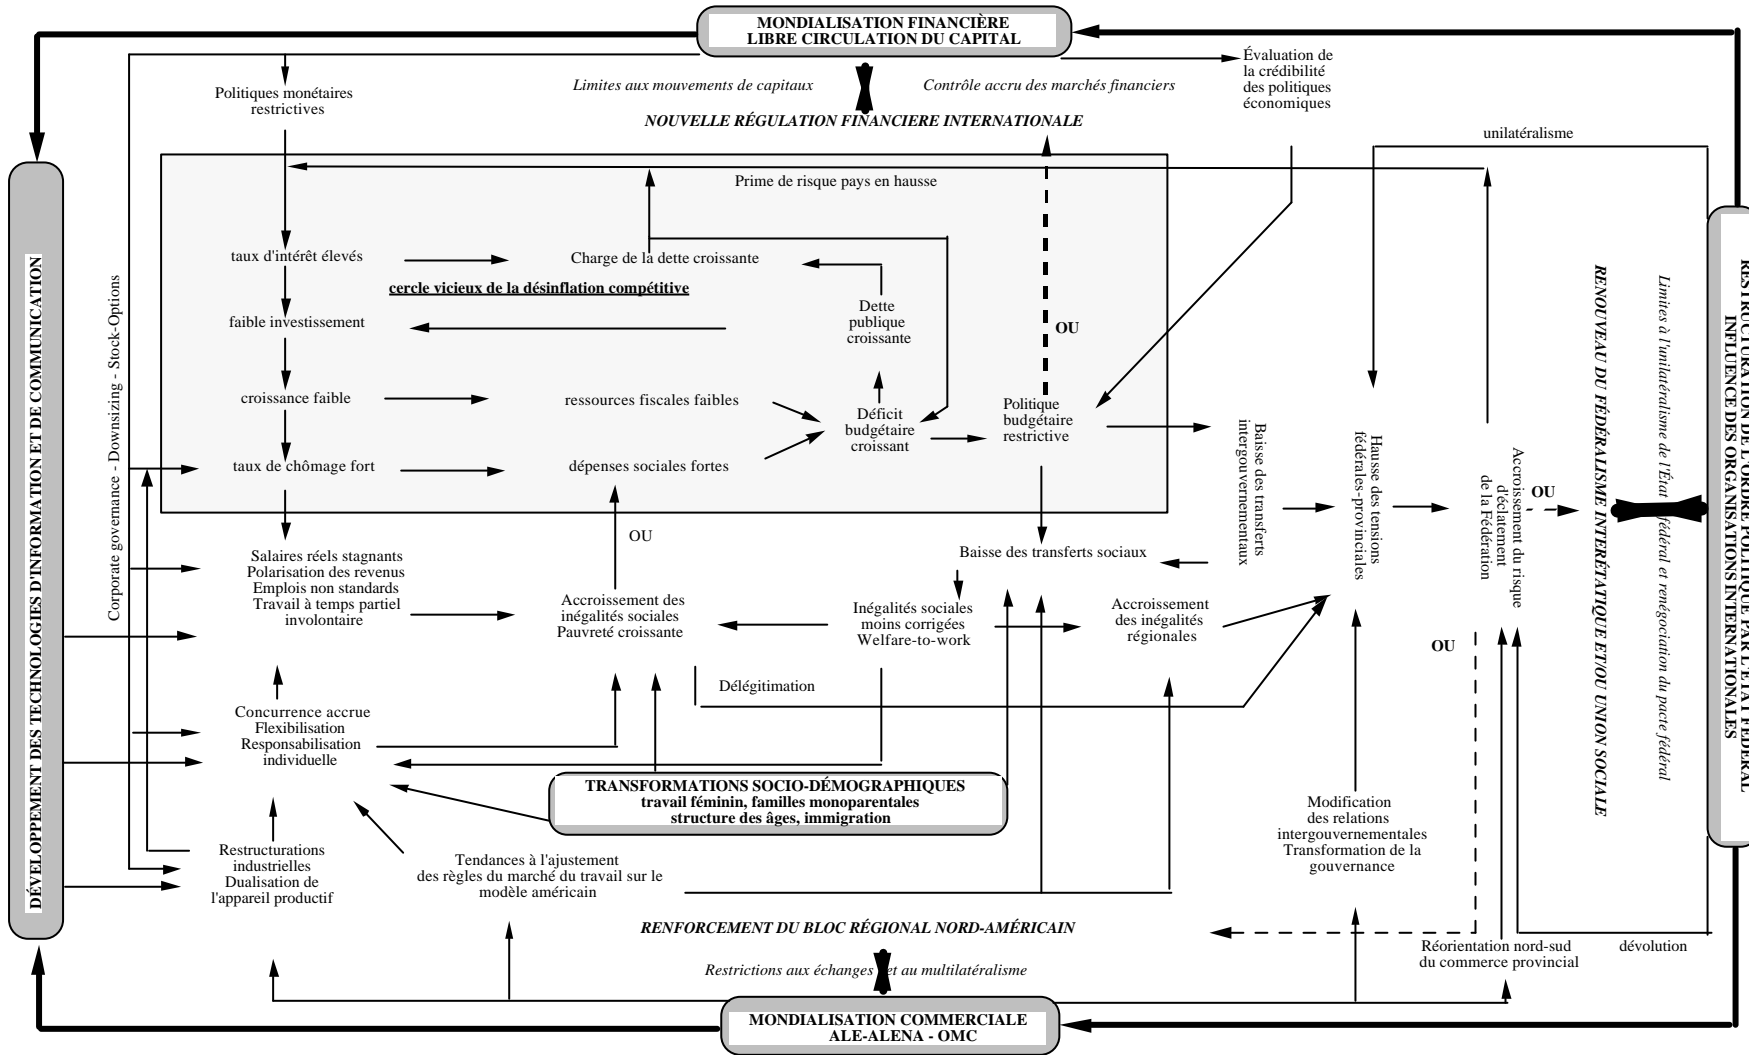 MONDIALISATION FINANCIÈRE
LIBRE CIRCULATION DU CAPITAL
Évaluation de
la crédibilité
des politiques
économiques
Politiques monétaires
restrictives
Limites aux mouvements de capitaux
Contrôle accru des marchés financiers
NOUVELLE RÉGULATION FINANCIERE INTERNATIONALE
unilatéralisme
Prime de risque pays en hausse
taux d'intérêt élevés
Charge de la dette croissante
cercle vicieux de la désinflation compétitive
faible investissement
Dette
publique
croissante
OU
croissance faible
ressources fiscales faibles
Déficit
budgétaire
croissant
Politique
budgétaire
restrictive
taux de chômage fort
dépenses sociales fortes
Baisse des transferts
intergouvernementaux
Hausse des tensions
fédérales-provinciales
Accroissement du risque
d'éclatement
de la Fédération
OU
RENOUVEAU DU FÉDÉRALISME INTERÉTATIQUE ET/OU UNION SOCIALE
Limites à l'unilatéralisme de l'État fédéral et renégociation du pacte fédéral
RESTRUCTURATION DE L'ORDRE POLITIQUE PAR L'ÉTAT FÉDÉRAL
INFLUENCE DES ORGANISATIONS INTERNATIONALES
DÉVELOPPEMENT DES TECHNOLOGIES D'INFORMATION ET DE COMMUNICATION
Corporate governance - Downsizing - Stock-Options
OU
Salaires réels stagnants
Polarisation des revenus
Emplois non standards
Travail à temps partiel
involontaire
Accroissement des
inégalités sociales
Pauvreté croissante
Baisse des transferts sociaux
Inégalités sociales
moins corrigées
Welfare-to-work
Accroissement
des inégalités
régionales
OU
Délégitimation
Concurrence accrue
Flexibilisation
Responsabilisation
individuelle
TRANSFORMATIONS SOCIO-DÉMOGRAPHIQUES
travail féminin, familles monoparentales
structure des âges, immigration
Modification
des relations
intergouvernementales
Transformation de la
gouvernance
Restructurations
industrielles
Dualisation de
l'appareil productif
Tendances à l'ajustement
des règles du marché du travail sur le
modèle américain
RENFORCEMENT DU BLOC RÉGIONAL NORD-AMÉRICAIN
Réorientation nord-sud
du commerce provincial
dévolution
Restrictions aux échanges et au multilatéralisme
MONDIALISATION COMMERCIALE
ALE-ALENA - OMC